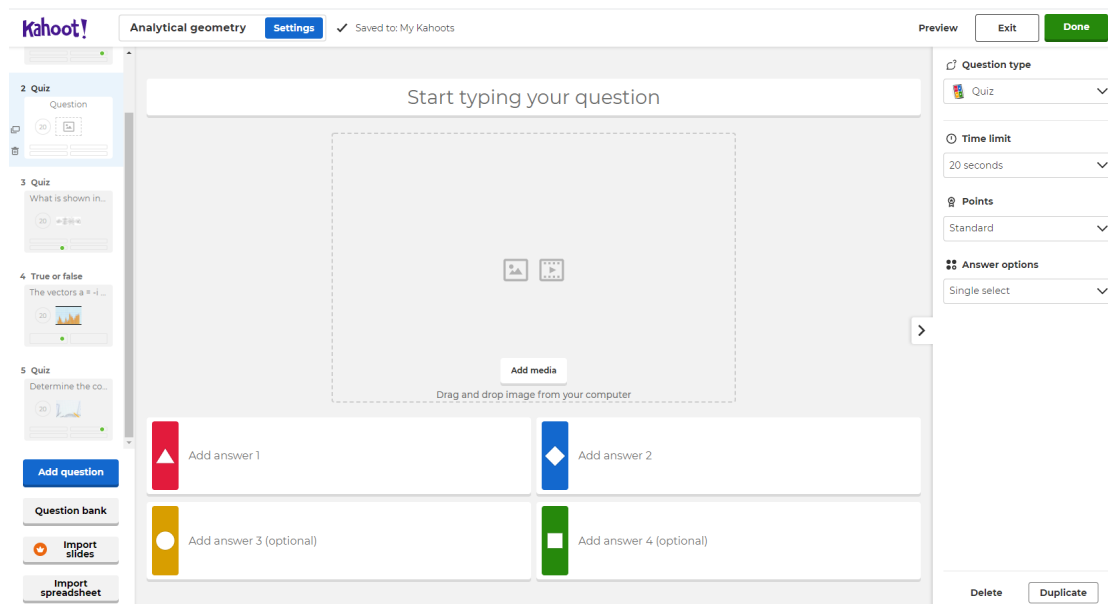 Kahoot!
Analytical geometry
Settings
Saved to: My Kahoots
Preview
Exit
Done
2 Quiz
Question
20
3 Quiz
What is shown in...
20
4 True or false
The vectors a = -i ...
20
5 Quiz
Determine the co...
20
Add question
Question bank
Import
slides
Import
spreadsheet
Start typing your question
Add media
Drag and drop image from your computer
Add answer 1
Add answer 2
Add answer 3 (optional)
Add answer 4 (optional)
Question type
Quiz
Time limit
20 seconds
Points
Standard
Answer options
Single select
Delete
Duplicate